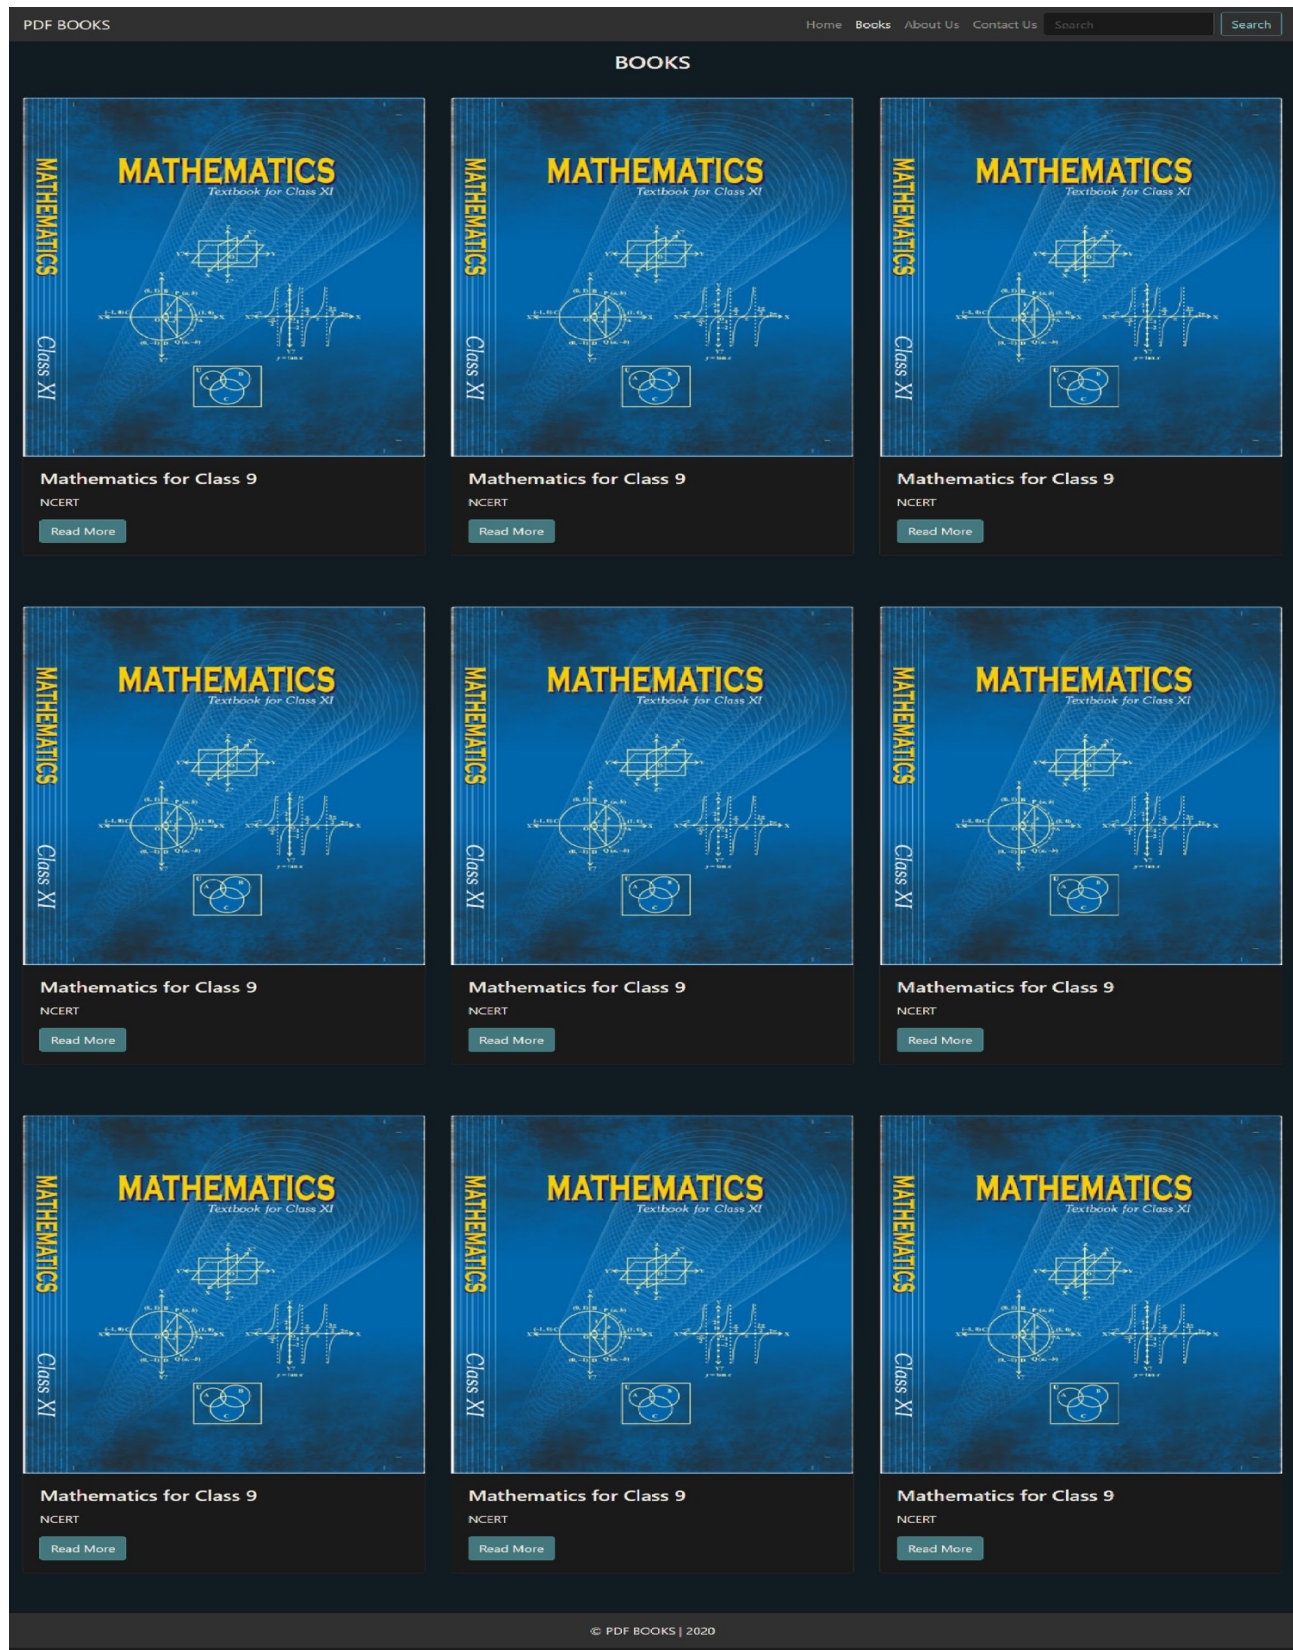 PDF BOOKS
Home Books About Us Contact Us Search Search
BOOKS
MATHEMATICS
Textbook for Class XI
MATHEMATICS
Class XI
MATHEMATICS
Textbook for Class XI
MATHEMATICS
Class XI
MATHEMATICS
Textbook for Class XI
MATHEMATICS
Class XI
Mathematics for Class 9
NCERT
Read More
Mathematics for Class 9
NCERT
Read More
Mathematics for Class 9
NCERT
Read More
MATHEMATICS
Textbook for Class XI
MATHEMATICS
Class XI
MATHEMATICS
Textbook for Class XI
MATHEMATICS
Class XI
MATHEMATICS
Textbook for Class XI
MATHEMATICS
Class XI
Mathematics for Class 9
NCERT
Read More
Mathematics for Class 9
NCERT
Read More
Mathematics for Class 9
NCERT
Read More
MATHEMATICS
Textbook for Class XI
MATHEMATICS
Class XI
MATHEMATICS
Textbook for Class XI
MATHEMATICS
Class XI
MATHEMATICS
Textbook for Class XI
MATHEMATICS
Class XI
Mathematics for Class 9
NCERT
Read More
Mathematics for Class 9
NCERT
Read More
Mathematics for Class 9
NCERT
Read More
© PDF BOOKS | 2020